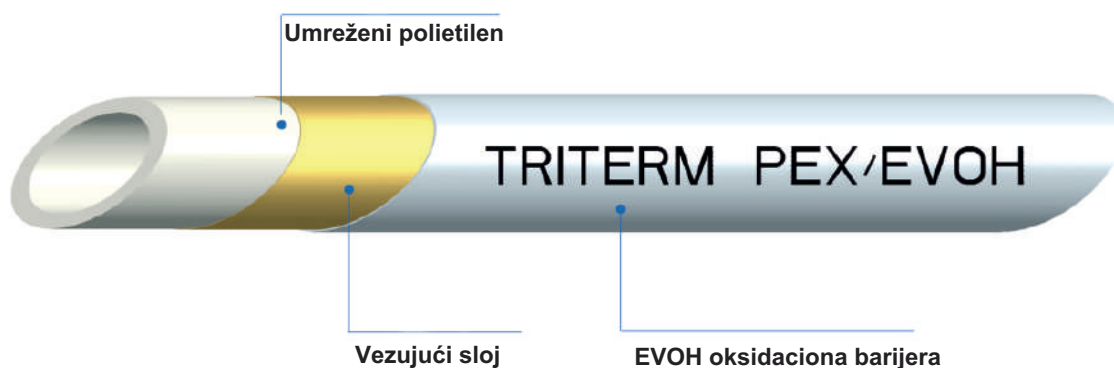 Umreženi polietilen
TRITERM PEX/EVOH
Vezujući sloj
EVOH oksidaciona barijera